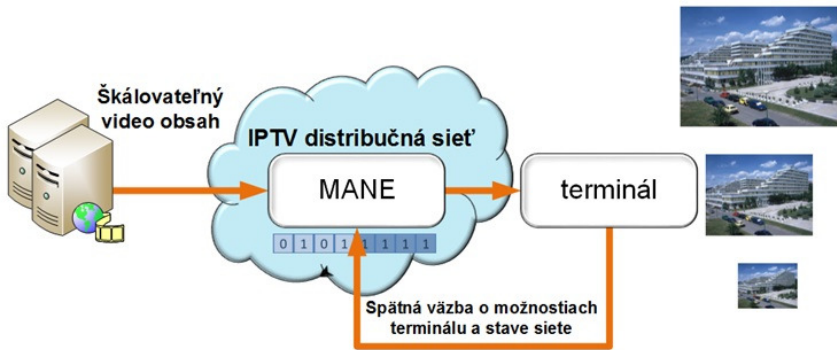 Škálovateľný
video obsah
IPTV distribučná sieť
MANE
terminál
0 1 0 1 1 1 1 1
Spätná väzba o možnostiach
terminálu a stave siete